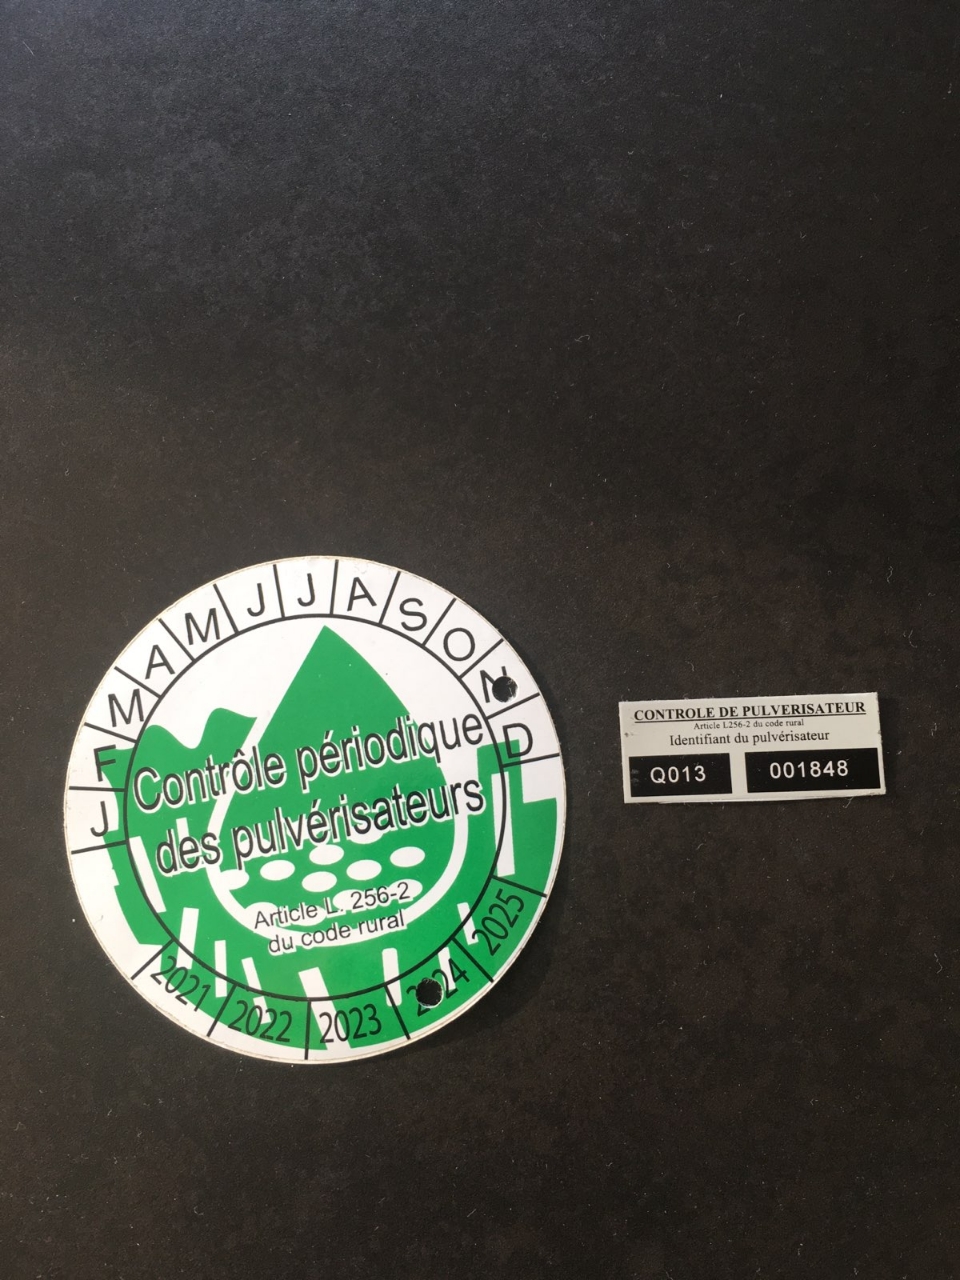 J F M A M J J A S O N D
Contrôle périodique
des pulvérisateurs
Article L. 256-2
du code rural
2021 2022 2023 2024 2025
CONTROLE DE PULVERISATEUR
Article L256-2 du code rural
Identifiant du pulvérisateur
Q013 001848